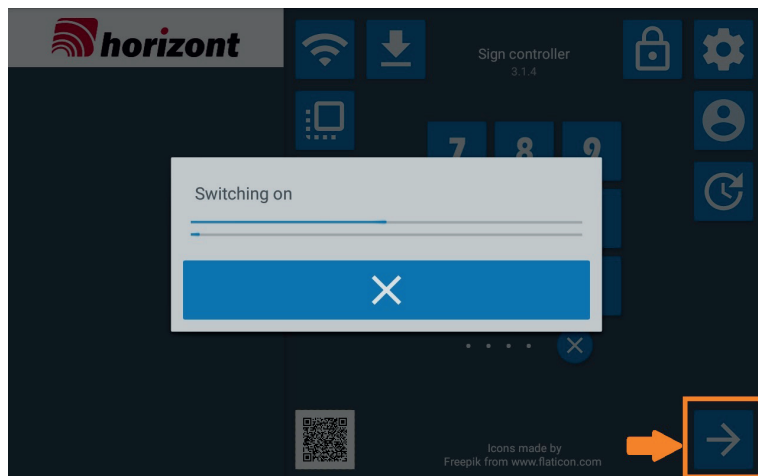 horizont
Sign controller
3.1.4
7 8 9
Switching on
Icons made by
Freepik from www.flaticon.com